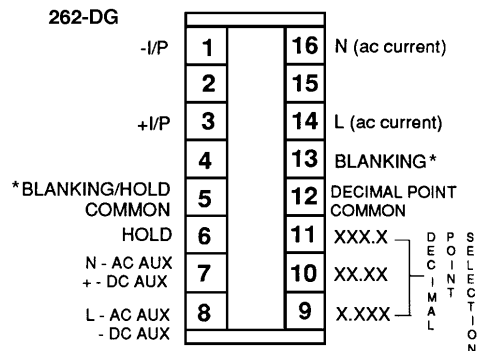 262-DG
-I/P 1 16 N (ac current)
2 15
+I/P 3 14 L (ac current)
4 13 BLANKING*
*BLANKING/HOLD COMMON 5 12 DECIMAL POINT COMMON
HOLD 6 11 XXX.X
N - AC AUX
+ - DC AUX 7 10 XX.XX
L - AC AUX
- DC AUX 8 9 X.XXX
DECIMAL
POINT
SELECTION